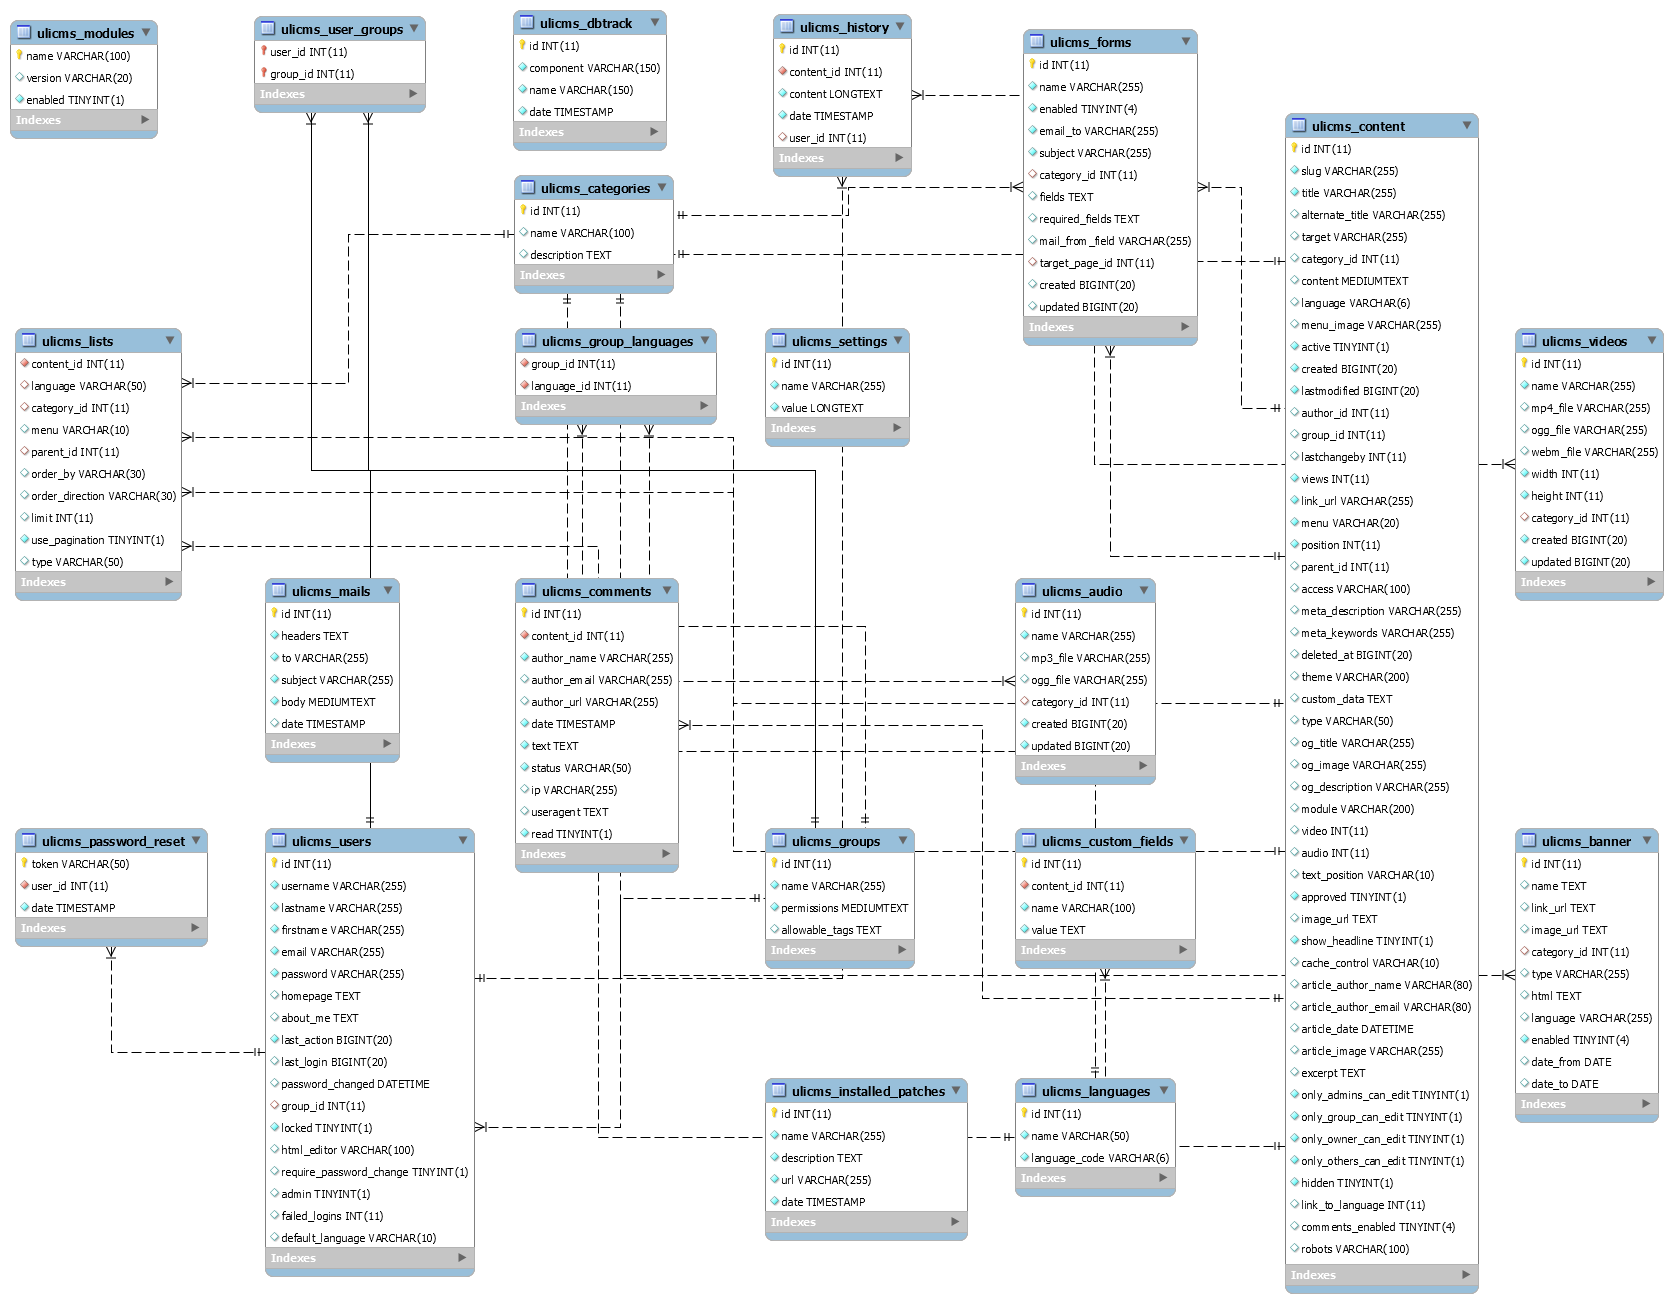 ulicms_modules
name VARCHAR(100)
version VARCHAR(20)
enabled TINYINT(1)
Indexes
ulicms_user_groups
user_id INT(11)
group_id INT(11)
Indexes
ulicms_dbtrack
id INT(11)
component VARCHAR(150)
name VARCHAR(150)
date TIMESTAMP
Indexes
ulicms_history
id INT(11)
content_id INT(11)
content LONGTEXT
date TIMESTAMP
user_id INT(11)
Indexes
ulicms_forms
id INT(11)
name VARCHAR(255)
enabled TINYINT(4)
email_to VARCHAR(255)
subject VARCHAR(255)
category_id INT(11)
fields TEXT
required_fields TEXT
mail_from_field VARCHAR(255)
target_page_id INT(11)
created BIGINT(20)
updated BIGINT(20)
Indexes
ulicms_content
id INT(11)
slug VARCHAR(255)
title VARCHAR(255)
alternate_title VARCHAR(255)
target VARCHAR(255)
category_id INT(11)
content MEDIUMTEXT
language VARCHAR(6)
menu_image VARCHAR(255)
active TINYINT(1)
created BIGINT(20)
lastmodified BIGINT(20)
author_id INT(11)
group_id INT(11)
lastchangeby INT(11)
views INT(11)
link_url VARCHAR(255)
menu VARCHAR(20)
position INT(11)
parent_id INT(11)
access VARCHAR(100)
meta_description VARCHAR(255)
meta_keywords VARCHAR(255)
deleted_at BIGINT(20)
theme VARCHAR(200)
custom_data TEXT
type VARCHAR(50)
og_title VARCHAR(255)
og_image VARCHAR(255)
og_description VARCHAR(255)
module VARCHAR(200)
video INT(11)
audio INT(11)
text_position VARCHAR(10)
approved TINYINT(1)
image_url TEXT
show_headline TINYINT(1)
cache_control VARCHAR(10)
article_author_name VARCHAR(80)
article_author_email VARCHAR(80)
article_date DATETIME
article_image VARCHAR(255)
excerpt TEXT
only_admins_can_edit TINYINT(1)
only_group_can_edit TINYINT(1)
only_owner_can_edit TINYINT(1)
only_others_can_edit TINYINT(1)
hidden TINYINT(1)
link_to_language INT(11)
comments_enabled TINYINT(4)
robots VARCHAR(100)
Indexes
ulicms_categories
id INT(11)
name VARCHAR(100)
description TEXT
Indexes
ulicms_lists
content_id INT(11)
language VARCHAR(50)
category_id INT(11)
menu VARCHAR(10)
parent_id INT(11)
order_by VARCHAR(30)
order_direction VARCHAR(30)
limit INT(11)
use_pagination TINYINT(1)
type VARCHAR(50)
Indexes
ulicms_group_languages
group_id INT(11)
language_id INT(11)
Indexes
ulicms_settings
id INT(11)
name VARCHAR(255)
value LONGTEXT
Indexes
ulicms_videos
id INT(11)
name VARCHAR(255)
mp4_file VARCHAR(255)
ogg_file VARCHAR(255)
webm_file VARCHAR(255)
width INT(11)
height INT(11)
category_id INT(11)
created BIGINT(20)
updated BIGINT(20)
Indexes
ulicms_mails
id INT(11)
headers TEXT
to VARCHAR(255)
subject VARCHAR(255)
body MEDIUMTEXT
date TIMESTAMP
Indexes
ulicms_comments
id INT(11)
content_id INT(11)
author_name VARCHAR(255)
author_email VARCHAR(255)
author_url VARCHAR(255)
date TIMESTAMP
text TEXT
status VARCHAR(50)
ip VARCHAR(255)
useragent TEXT
read TINYINT(1)
Indexes
ulicms_audio
id INT(11)
name VARCHAR(255)
mp3_file VARCHAR(255)
ogg_file VARCHAR(255)
category_id INT(11)
created BIGINT(20)
updated BIGINT(20)
Indexes
ulicms_password_reset
token VARCHAR(50)
user_id INT(11)
date TIMESTAMP
Indexes
ulicms_users
id INT(11)
username VARCHAR(255)
lastname VARCHAR(255)
firstname VARCHAR(255)
email VARCHAR(255)
password VARCHAR(255)
homepage TEXT
about_me TEXT
last_action BIGINT(20)
last_login BIGINT(20)
password_changed DATETIME
group_id INT(11)
locked TINYINT(1)
html_editor VARCHAR(100)
require_password_change TINYINT(1)
admin TINYINT(1)
failed_logins INT(11)
default_language VARCHAR(10)
Indexes
ulicms_groups
id INT(11)
name VARCHAR(255)
permissions MEDIUMTEXT
allowable_tags TEXT
Indexes
ulicms_custom_fields
id INT(11)
content_id INT(11)
name VARCHAR(100)
value TEXT
Indexes
ulicms_banner
id INT(11)
name TEXT
link_url TEXT
image_url TEXT
category_id INT(11)
type VARCHAR(255)
html TEXT
language VARCHAR(255)
enabled TINYINT(4)
date_from DATE
date_to DATE
Indexes
ulicms_installed_patches
id INT(11)
name VARCHAR(255)
description TEXT
url VARCHAR(255)
date TIMESTAMP
Indexes
ulicms_languages
id INT(11)
name VARCHAR(50)
language_code VARCHAR(6)
Indexes